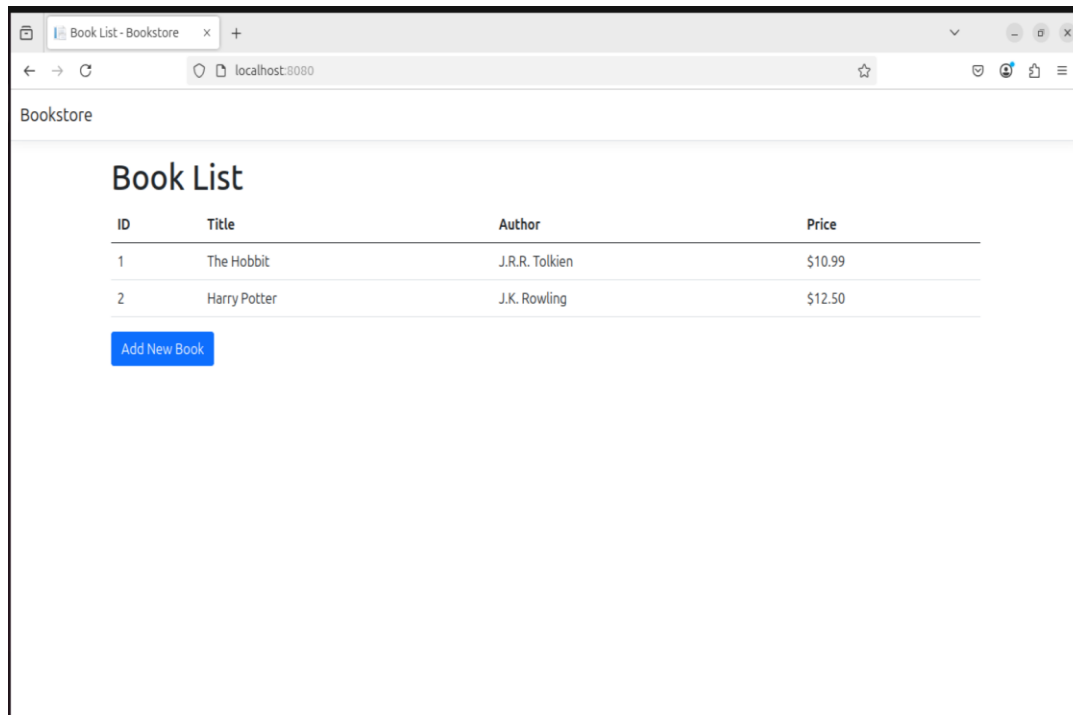 Book List - Bookstore
localhost:8080
Bookstore
Book List
ID Title Author Price
1 The Hobbit J.R.R. Tolkien $10.99
2 Harry Potter J.K. Rowling $12.50
Add New Book